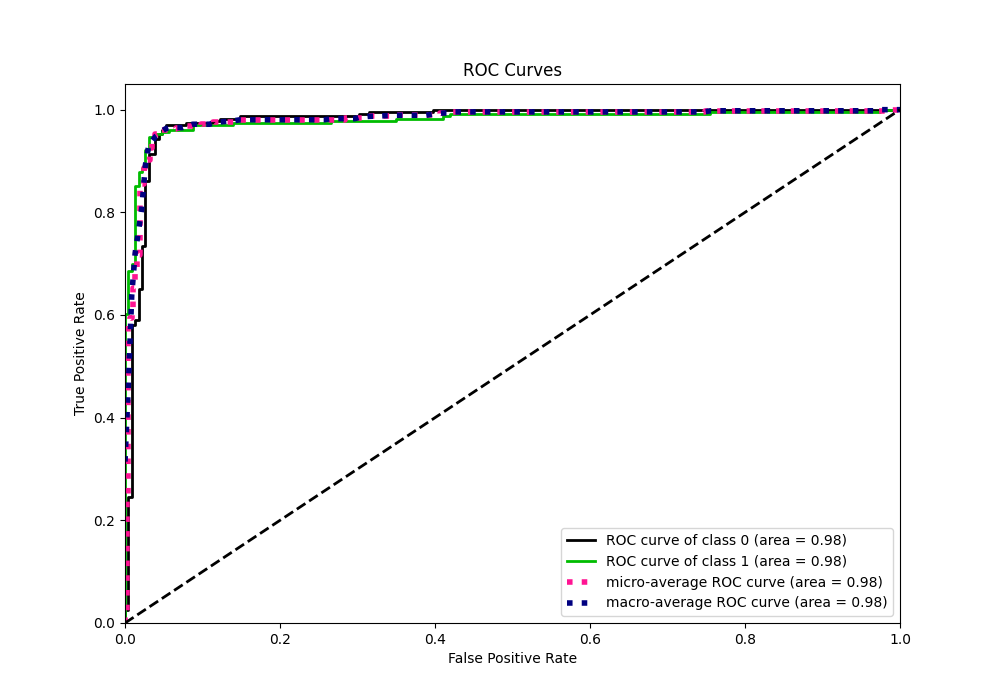 ROC Curves
True Positive Rate
1.0
0.8
0.6
0.4
0.2
0.0
ROC curve of class 0 (area = 0.98)
ROC curve of class 1 (area = 0.98)
micro-average ROC curve (area = 0.98)
macro-average ROC curve (area = 0.98)
0.0 0.2 0.4 0.6 0.8 1.0
False Positive Rate